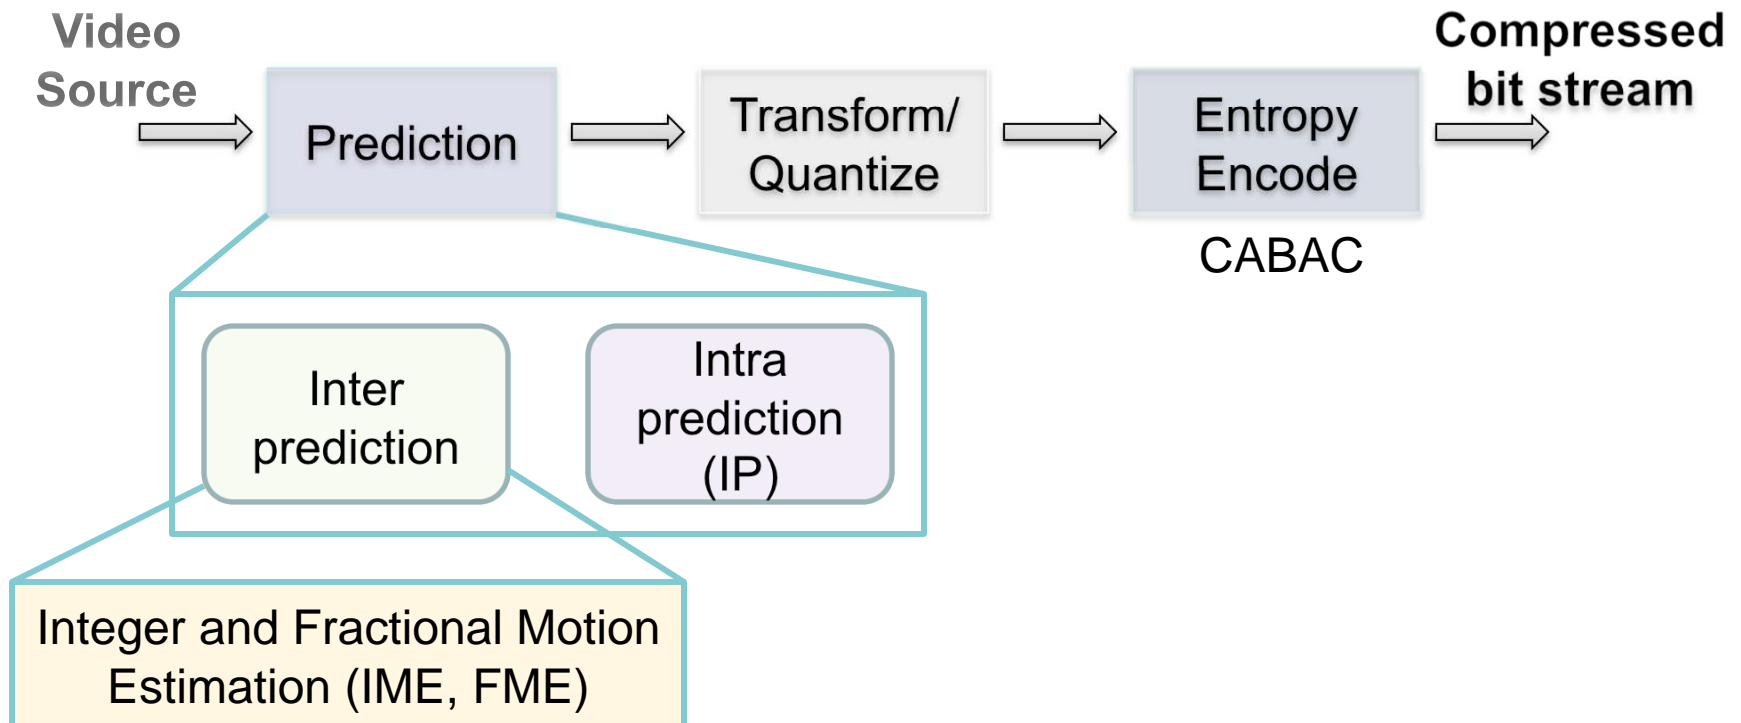 Video
Source
Prediction
Transform/
Quantize
Entropy
Encode
CABAC
Compressed
bit stream
Inter
prediction
Intra
prediction
(IP)
Integer and Fractional Motion
Estimation (IME, FME)